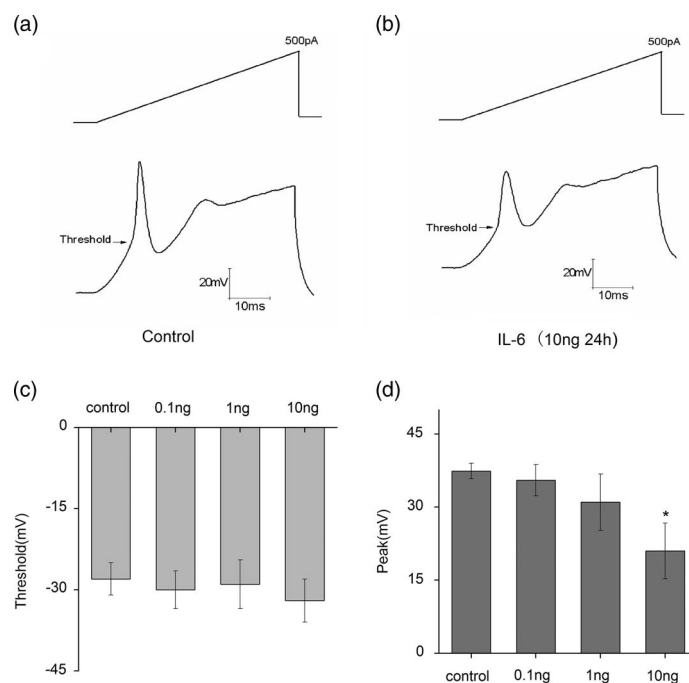 (a)
500pA
Threshold
20mV
10ms
Control
(b)
500pA
Threshold
20mV
10ms
IL-6 （10ng 24h)
(c)
control 0.1ng 1ng 10ng
0
-15
-30
-45
Threshold(mV)
(d)
45
30
15
0
Peak(mV)
*
control 0.1ng 1ng 10ng